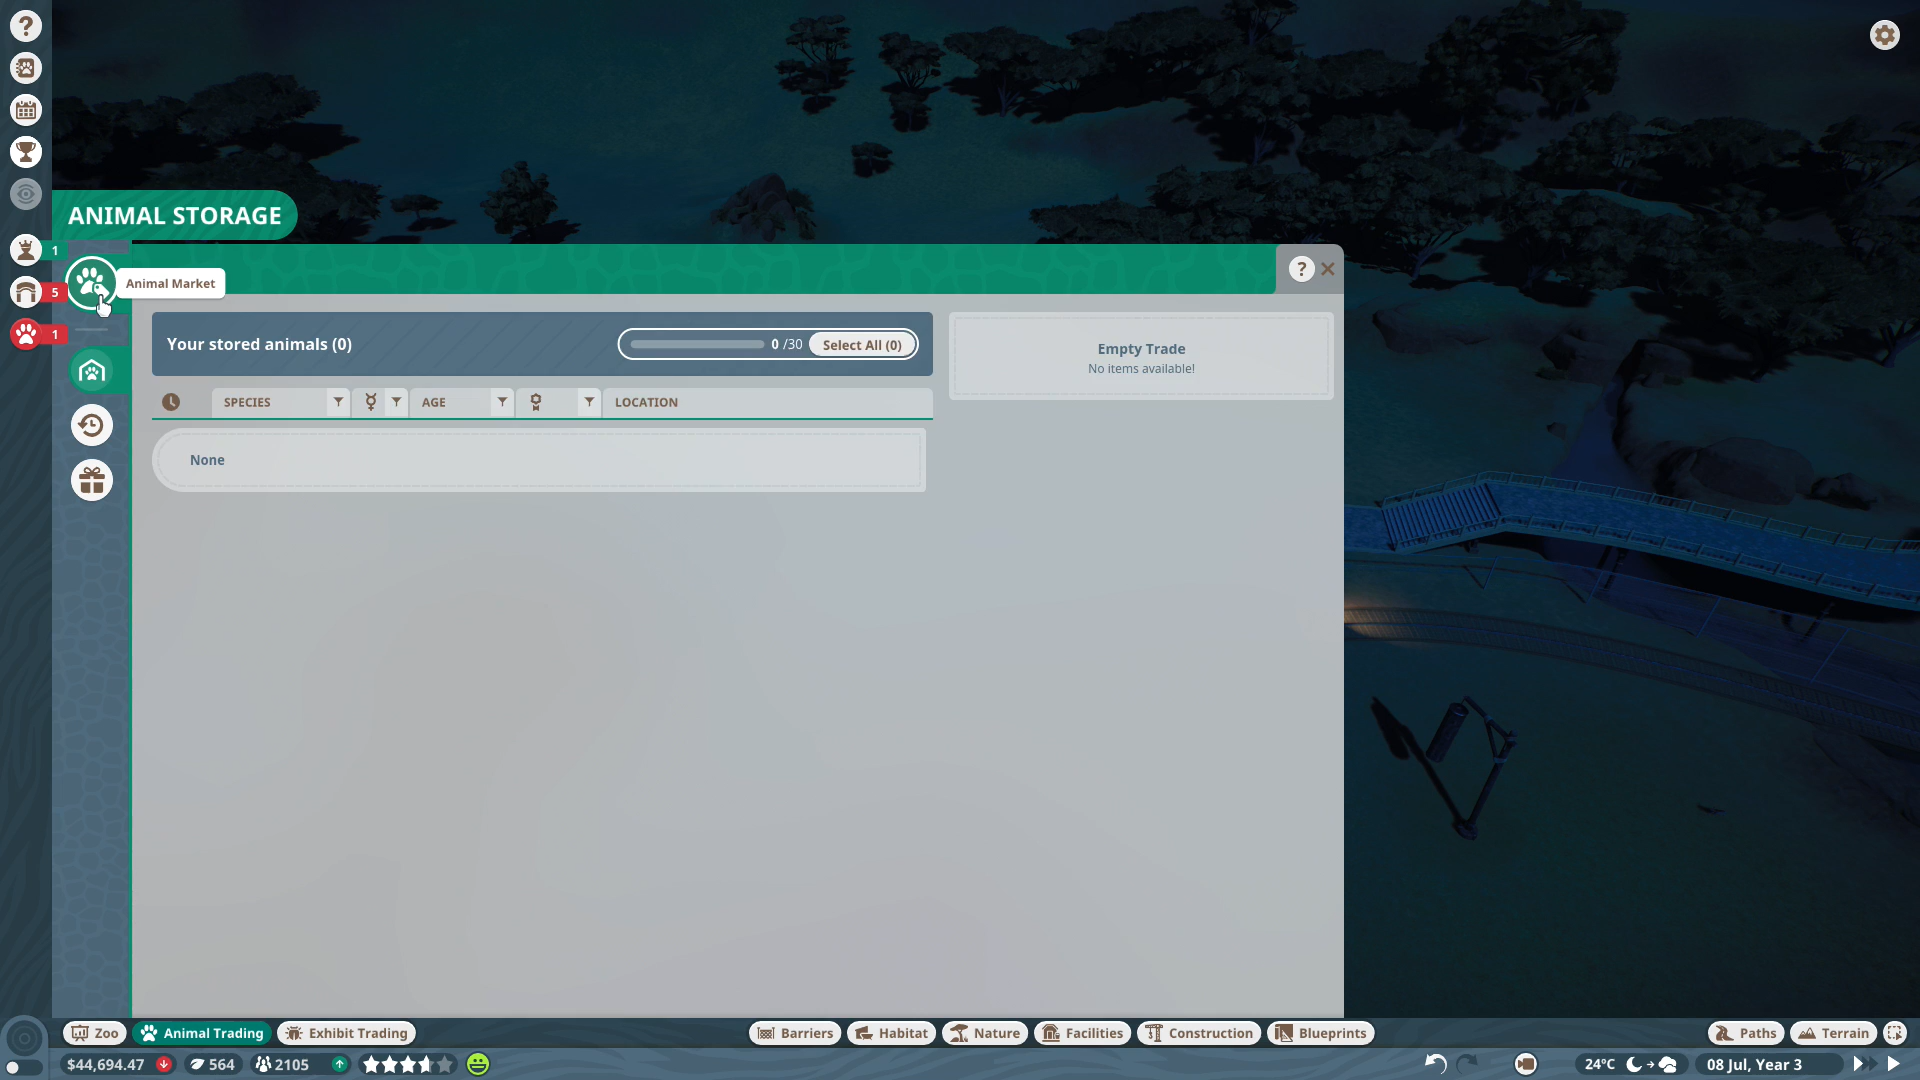 ANIMAL STORAGE
1
5
1
Animal Market
?
?
Your stored animals (0)
0 /30
Select All (0)
SPECIES
AGE
LOCATION
None
Empty Trade
No items available!
Zoo
Animal Trading
Exhibit Trading
Barriers
Habitat
Nature
Facilities
Construction
Blueprints
Paths
Terrain
$44,694.47
564
2105
24°C
08 Jul, Year 3